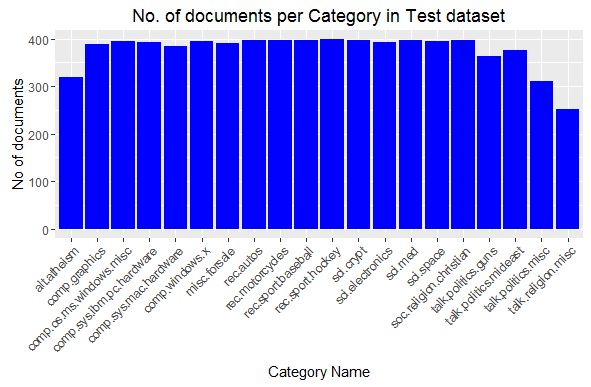 No. of documents per Category in Test dataset
No of documents
400
300
200
100
0
alt.atheism
comp.graphics
comp.os.ms.windows.misc
comp.sys.ibm.pc.hardware
comp.sys.mac.hardware
comp.windows.x
misc.forsale
rec.autos
rec.motorcycles
rec.sport.baseball
rec.sport.hockey
sci.crypt
sci.electronics
sci.med
sci.space
soc.religion.christian
talk.politics.guns
talk.politics.mideast
talk.politics.misc
talk.religion.misc
Category Name